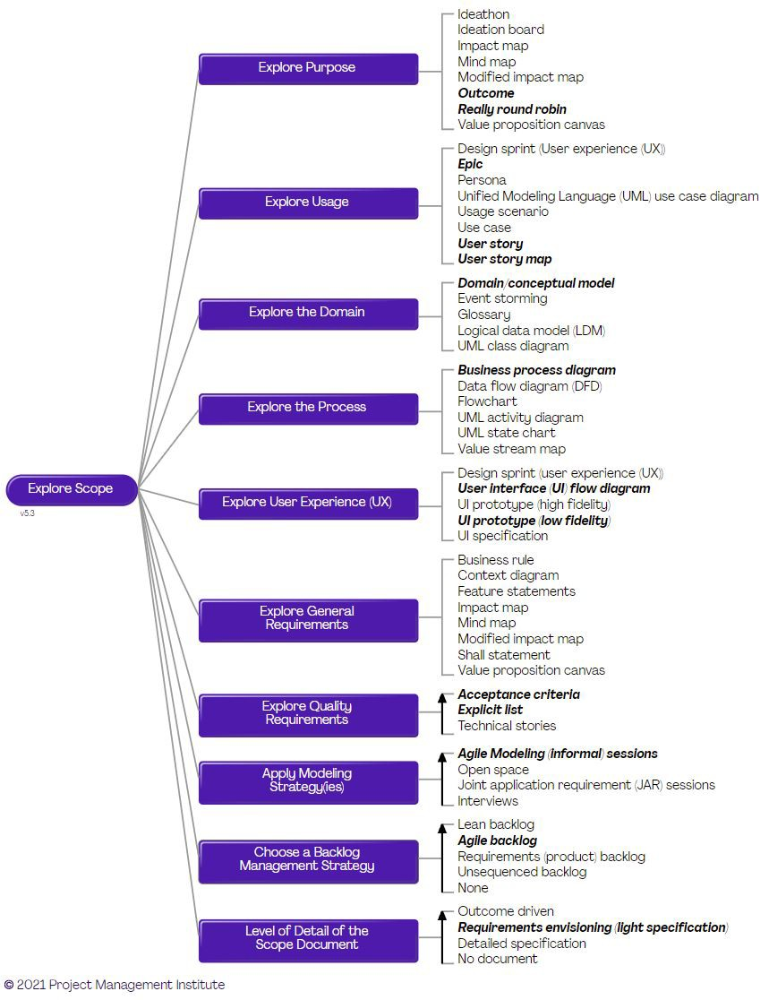 Explore Scope
v5.3
Explore Purpose
Ideathon
Ideation board
Impact map
Mind map
Modified impact map
Outcome
Really round robin
Value proposition canvas
Explore Usage
Design sprint (User experience (UX))
Epic
Persona
Unified Modeling Language (UML) use case diagram
Usage scenario
Use case
User story
User story map
Explore the Domain
Domain/conceptual model
Event storming
Glossary
Logical data model (LDM)
UML class diagram
Explore the Process
Business process diagram
Data flow diagram (DFD)
Flowchart
UML activity diagram
UML state chart
Value stream map
Explore User Experience (UX)
Design sprint (user experience (UX))
User interface (UI) flow diagram
UI prototype (high fidelity)
UI prototype (low fidelity)
UI specification
Explore General
Requirements
Business rule
Context diagram
Feature statements
Impact map
Mind map
Modified impact map
Shall statement
Value proposition canvas
Explore Quality
Requirements
Acceptance criteria
Explicit list
Technical stories
Apply Modeling
Strategy(ies)
Agile Modeling (informal) sessions
Open space
Joint application requirement (JAR) sessions
Interviews
Choose a Backlog
Management Strategy
Lean backlog
Agile backlog
Requirements (product) backlog
Unsequenced backlog
None
Level of Detail of the
Scope Document
Outcome driven
Requirements envisioning (light specification)
Detailed specification
No document
© 2021 Project Management Institute